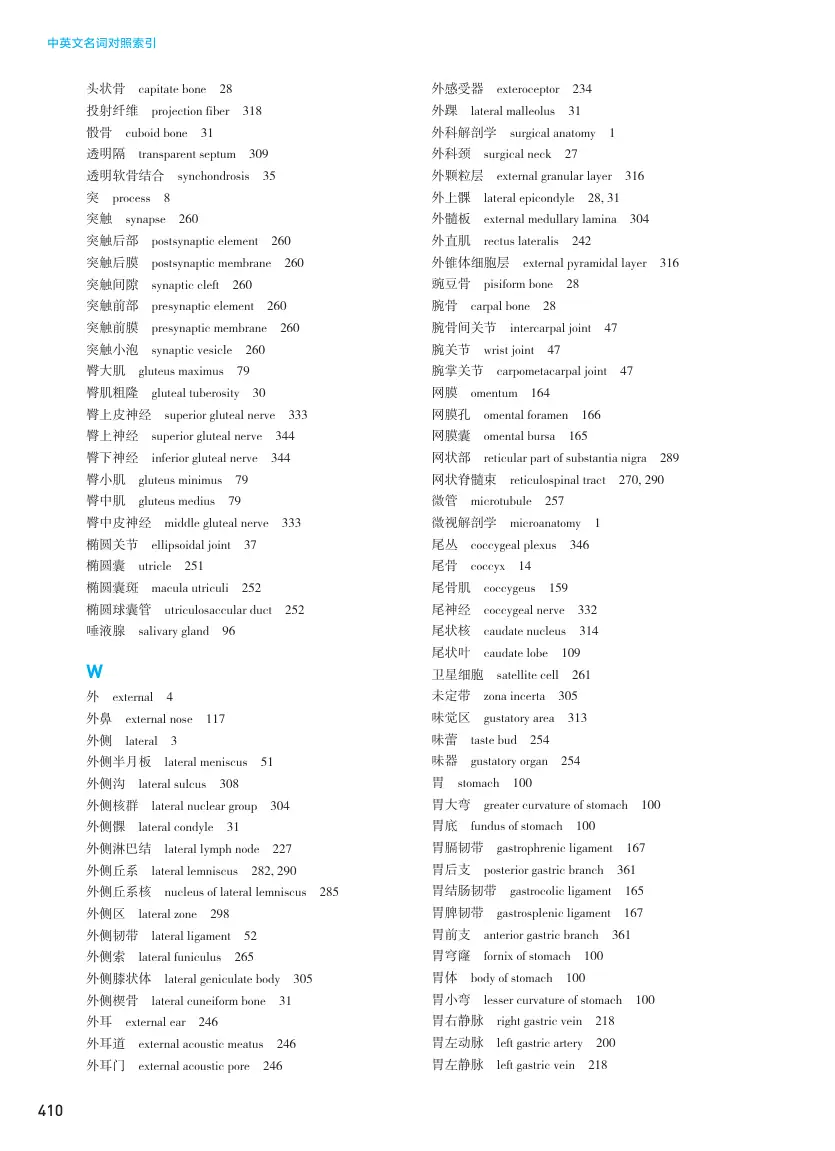 中英文名词对照索引
头状骨 capitate bone 28
投射纤维 projection fiber 318
骰骨 cuboid bone 31
透明隔 transparent septum 309
透明软骨结合 synchondrosis 35
突 process 8
突触 synapse 260
突触后部 postsynaptic element 260
突触后膜 postsynaptic membrane 260
突触间隙 synaptic cleft 260
突触前部 presynaptic element 260
突触前膜 presynaptic membrane 260
突触小泡 synaptic vesicle 260
臀大肌 gluteus maximus 79
臀肌粗隆 gluteal tuberosity 30
臀上皮神经 superior gluteal nerve 333
臀上神经 superior gluteal nerve 344
臀下神经 inferior gluteal nerve 344
臀小肌 gluteus minimus 79
臀中肌 gluteus medius 79
臀中皮神经 middle gluteal nerve 333
椭圆关节 ellipsoidal joint 37
椭圆囊 utricle 251
椭圆囊斑 macula utriculi 252
椭圆球囊管 utriculosaccular duct 252
唾液腺 salivary gland 96
W
外 external 4
外鼻 external nose 117
外侧 lateral 3
外侧半月板 lateral meniscus 51
外侧沟 lateral sulcus 308
外侧核群 lateral nuclear group 304
外侧髁 lateral condyle 31
外侧淋巴结 lateral lymph node 227
外侧丘系 lateral lemniscus 282, 290
外侧丘系核 nucleus of lateral lemniscus 285
外侧区 lateral zone 298
外侧韧带 lateral ligament 52
外侧索 lateral funiculus 265
外侧膝状体 lateral geniculate body 305
外侧楔骨 lateral cuneiform bone 31
外耳 external ear 246
外耳道 external acoustic meatus 246
外耳门 external acoustic pore 246
外感受器 exteroceptor 234
外踝 lateral malleolus 31
外科解剖学 surgical anatomy 1
外科颈 surgical neck 27
外颗粒层 external granular layer 316
外上髁 lateral epicondyle 28, 31
外髓板 external medullary lamina 304
外直肌 rectus lateralis 242
外锥体细胞层 external pyramidal layer 316
豌豆骨 pisiform bone 28
腕骨 carpal bone 28
腕骨间关节 intercarpal joint 47
腕关节 wrist joint 47
腕掌关节 carpometacarpal joint 47
网膜 omentum 164
网膜孔 omental foramen 166
网膜囊 omental bursa 165
网状部 reticular part of substantia nigra 289
网状脊髓束 reticulospinal tract 270, 290
微管 microtubule 257
微视解剖学 microanatomy 1
尾丛 coccygeal plexus 346
尾骨 coccyx 14
尾骨肌 coccygeus 159
尾神经 coccygeal nerve 332
尾状核 caudate nucleus 314
尾状叶 caudate lobe 109
卫星细胞 satellite cell 261
未定带 zona incerta 305
味觉区 gustatory area 313
味蕾 taste bud 254
味器 gustatory organ 254
胃 stomach 100
胃大弯 greater curvature of stomach 100
胃底 fundus of stomach 100
胃膈韧带 gastrophrenic ligament 167
胃后支 posterior gastric branch 361
胃结肠韧带 gastrocolic ligament 165
胃脾韧带 gastrosplenic ligament 167
胃前支 anterior gastric branch 361
胃穹窿 fornix of stomach 100
胃体 body of stomach 100
胃小弯 lesser curvature of stomach 100
胃右静脉 right gastric vein 218
胃左动脉 left gastric artery 200
胃左静脉 left gastric vein 218
410